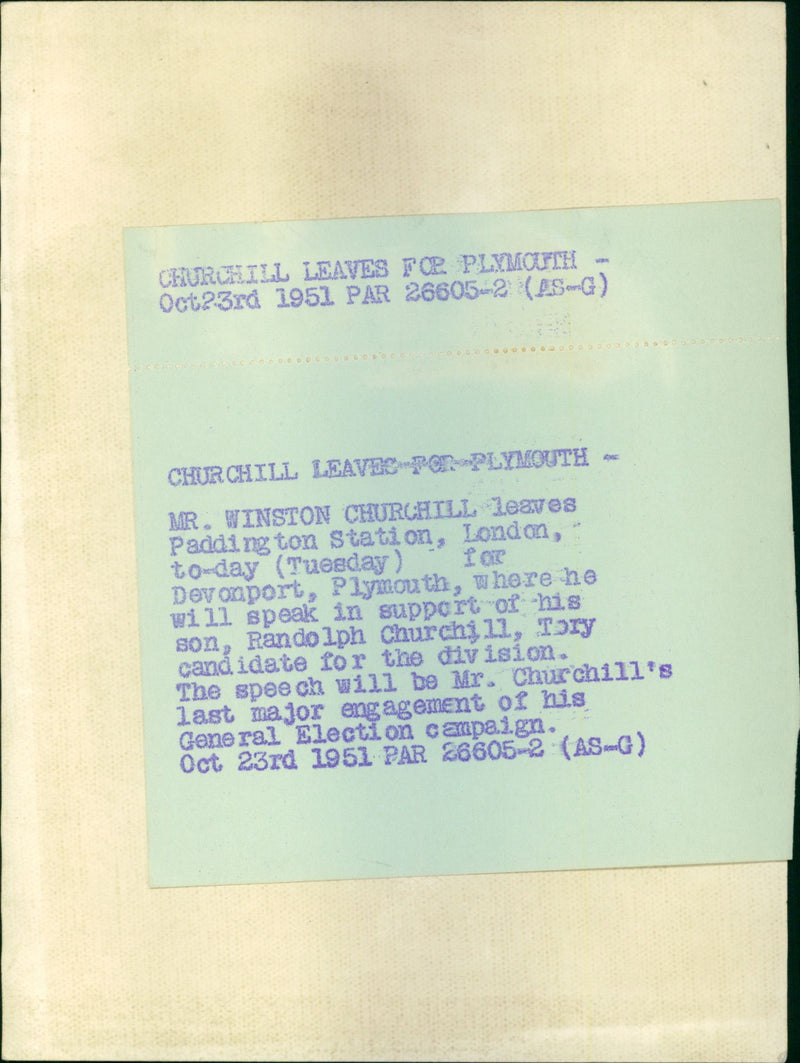 CHURCHILL LEAVES FOR PLYMOUTH -
Oct23rd 1951 PAR 26605-2 (AS-G)
CHURCHILL LEAVES-FOR-PLYMOUTH -
MR. WINSTON CHURCHILL leaves
Paddington Station, London,
to-day (Tuesday) for
Devonport, Plymouth, where he
will speak in support of his
son, Randolph Churchill, Tory
candidate for the division.
The speech will be Mr. Churchill's
last major engagement of his
General Election campaign.
Oct 23rd 1951 PAR 26605-2 (AS-G)